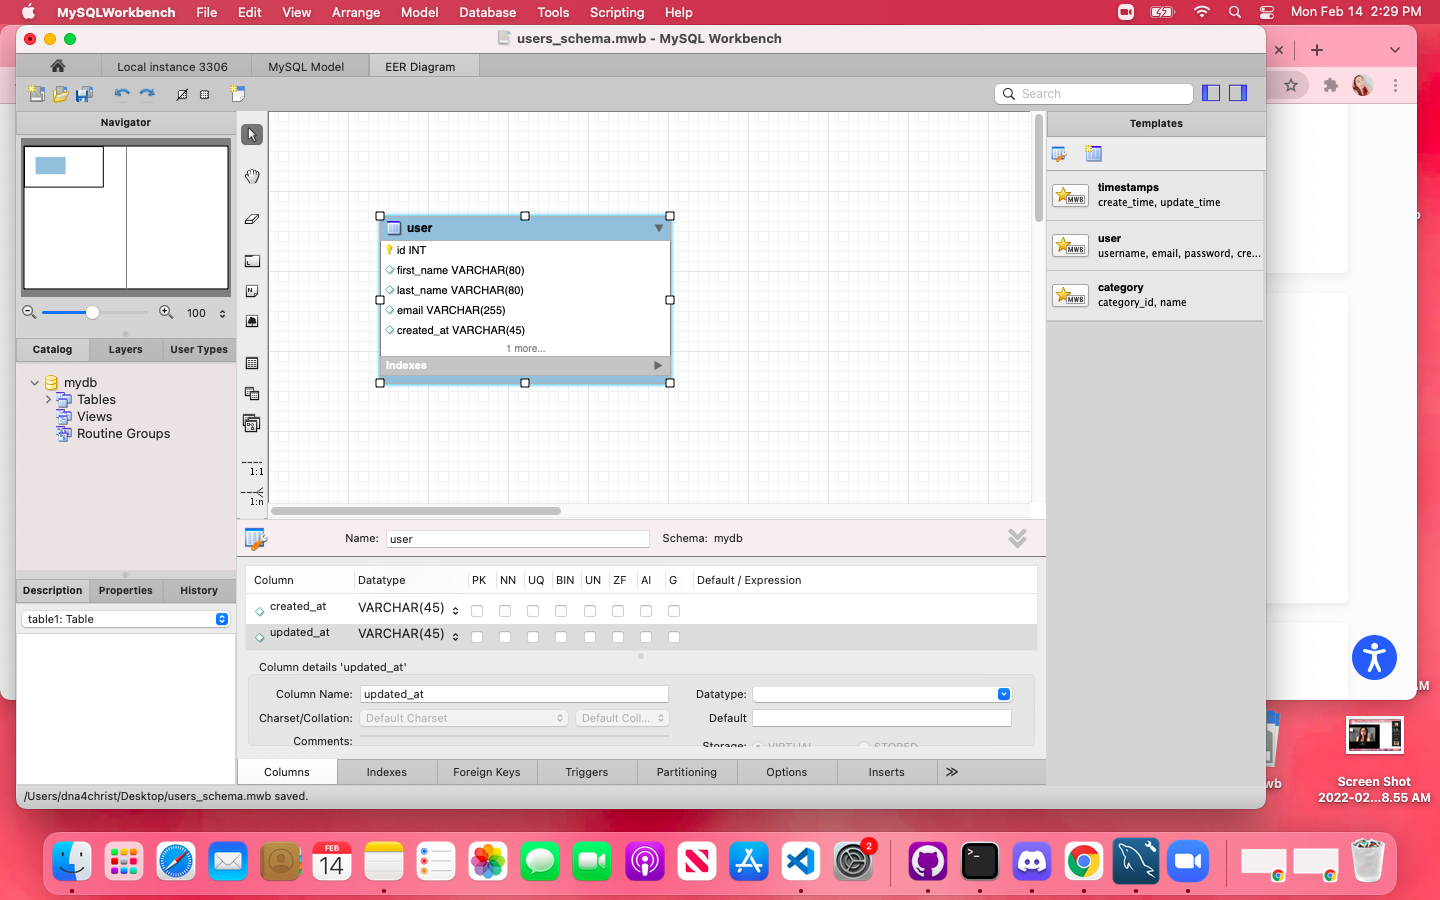 MySQLWorkbench File Edit View Arrange Model Database Tools Scripting Help Mon Feb 14 2:29 PM
users_schema.mwb - MySQL Workbench
Local instance 3306 MySQL Model EER Diagram
Search
Navigator
Templates
timestamps
create_time, update_time
MWB
user
username, email, password, cre...
MWB
category
category_id, name
MWB
user
id INT
first_name VARCHAR(80)
last_name VARCHAR(80)
email VARCHAR(255)
created_at VARCHAR(45)
1 more...
Indexes
100
Catalog Layers User Types
mydb
Tables
Views
Routine Groups
1:1
1:n
Name: user Schema: mydb
Column Datatype PK NN UQ BIN UN ZF AI G Default / Expression
created_at VARCHAR(45)
updated_at VARCHAR(45)
Column details 'updated_at'
Column Name: updated_at Datatype:
Charset/Collation: Default Charset Default Coll... Default
Comments: Storage: VIRTUAL STORED
Description Properties History
table1: Table
Columns Indexes Foreign Keys Triggers Partitioning Options Inserts
/Users/dna4christ/Desktop/users_schema.mwb saved.
AM
wb
Screen Shot
2022-02...8.55 AM
FEB
14
2
>_